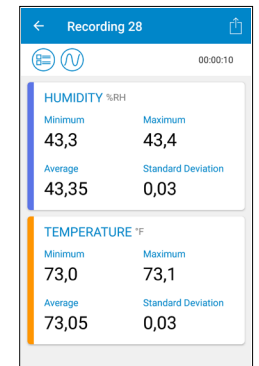 Recording 28
00:00:10
HUMIDITY %RH
Minimum Maximum
43,3 43,4
Average Standard Deviation
43,35 0,03
TEMPERATURE °F
Minimum Maximum
73,0 73,1
Average Standard Deviation
73,05 0,03